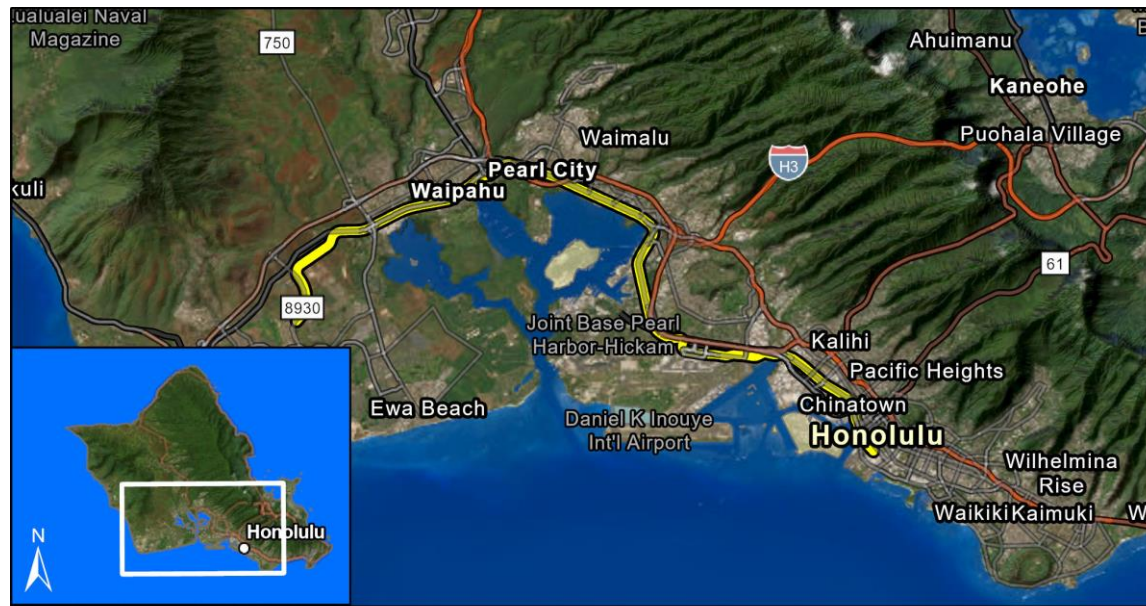 ualualei Naval
Magazine
750
Ahuimanu
Kaneohe
Waimalu
Puohala Village
H3
Pearl City
Waipahu
kuli
61
8930
Joint Base Pearl
Harbor-Hickam
Kalihi
Pacific Heights
Ewa Beach
Chinatown
Daniel K Inouye
Int'l Airport
Honolulu
Wilhelmina
Rise
Waikiki
Kaimuki
W
Honolulu
N